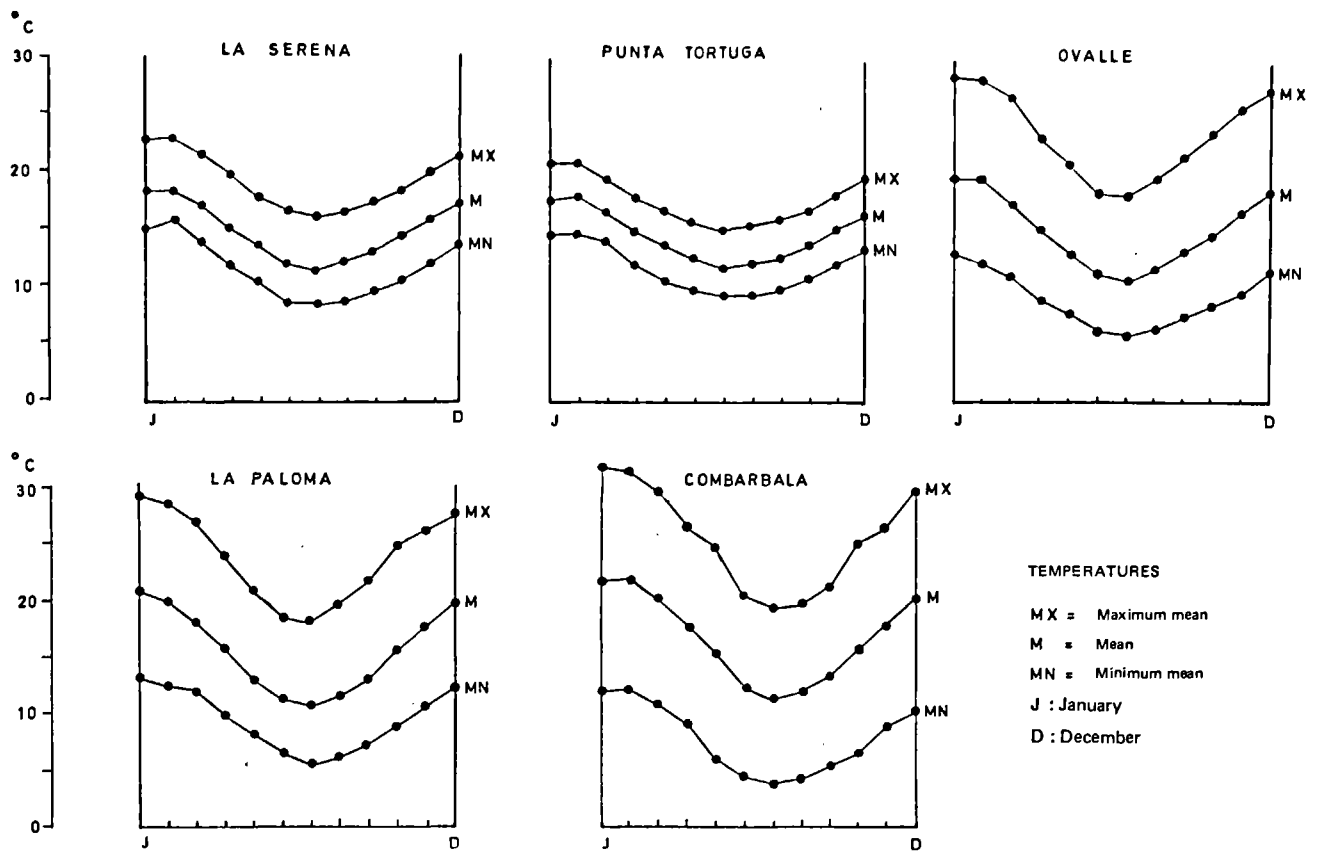 °C
30
20
10
0
LA SERENA
MX
M
MN
J D
PUNTA TORTUGA
MX
M
MN
J D
OVALLE
MX
M
MN
J D
°C
30
20
10
0
LA PALOMA
MX
M
MN
J D
COMBARBALA
MX
M
MN
J D
TEMPERATURES
MX = Maximum mean
M = Mean
MN = Minimum mean
J : January
D : December